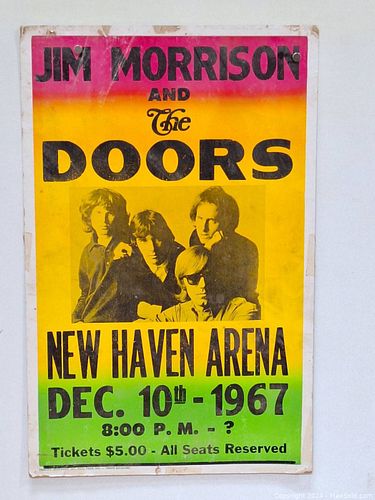 JIM MORRISON
AND
The
DOORS
NEW HAVEN ARENA
DEC. 10th - 1967
8:00 P. M. - ?
Tickets $5.00 - All Seats Reserved